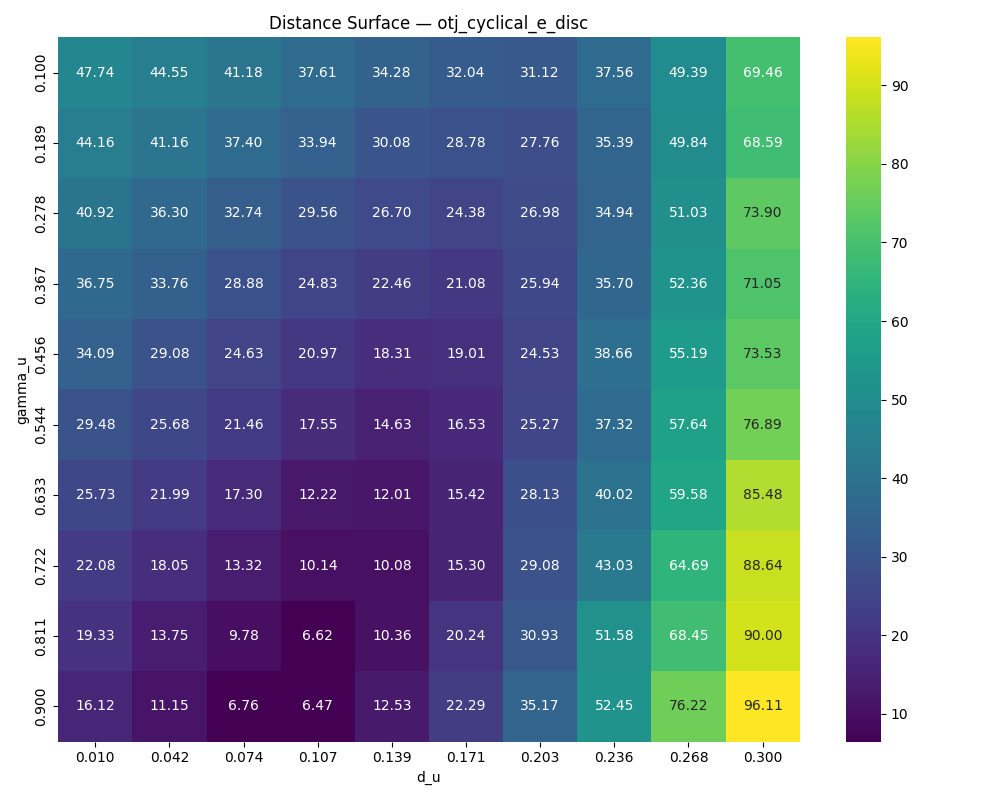 Distance Surface — otj_cyclical_e_disc
0.100 47.74 44.55 41.18 37.61 34.28 32.04 31.12 37.56 49.39 69.46
0.189 44.16 41.16 37.40 33.94 30.08 28.78 27.76 35.39 49.84 68.59
0.278 40.92 36.30 32.74 29.56 26.70 24.38 26.98 34.94 51.03 73.90
0.367 36.75 33.76 28.88 24.83 22.46 21.08 25.94 35.70 52.36 71.05
0.456 34.09 29.08 24.63 20.97 18.31 19.01 24.53 38.66 55.19 73.53
0.544 29.48 25.68 21.46 17.55 14.63 16.53 25.27 37.32 57.64 76.89
0.633 25.73 21.99 17.30 12.22 12.01 15.42 28.13 40.02 59.58 85.48
0.722 22.08 18.05 13.32 10.14 10.08 15.30 29.08 43.03 64.69 88.64
0.811 19.33 13.75 9.78 6.62 10.36 20.24 30.93 51.58 68.45 90.00
0.900 16.12 11.15 6.76 6.47 12.53 22.29 35.17 52.45 76.22 96.11
0.010 0.042 0.074 0.107 0.139 0.171 0.203 0.236 0.268 0.300
d_u
gamma_u
90
80
70
60
50
40
30
20
10